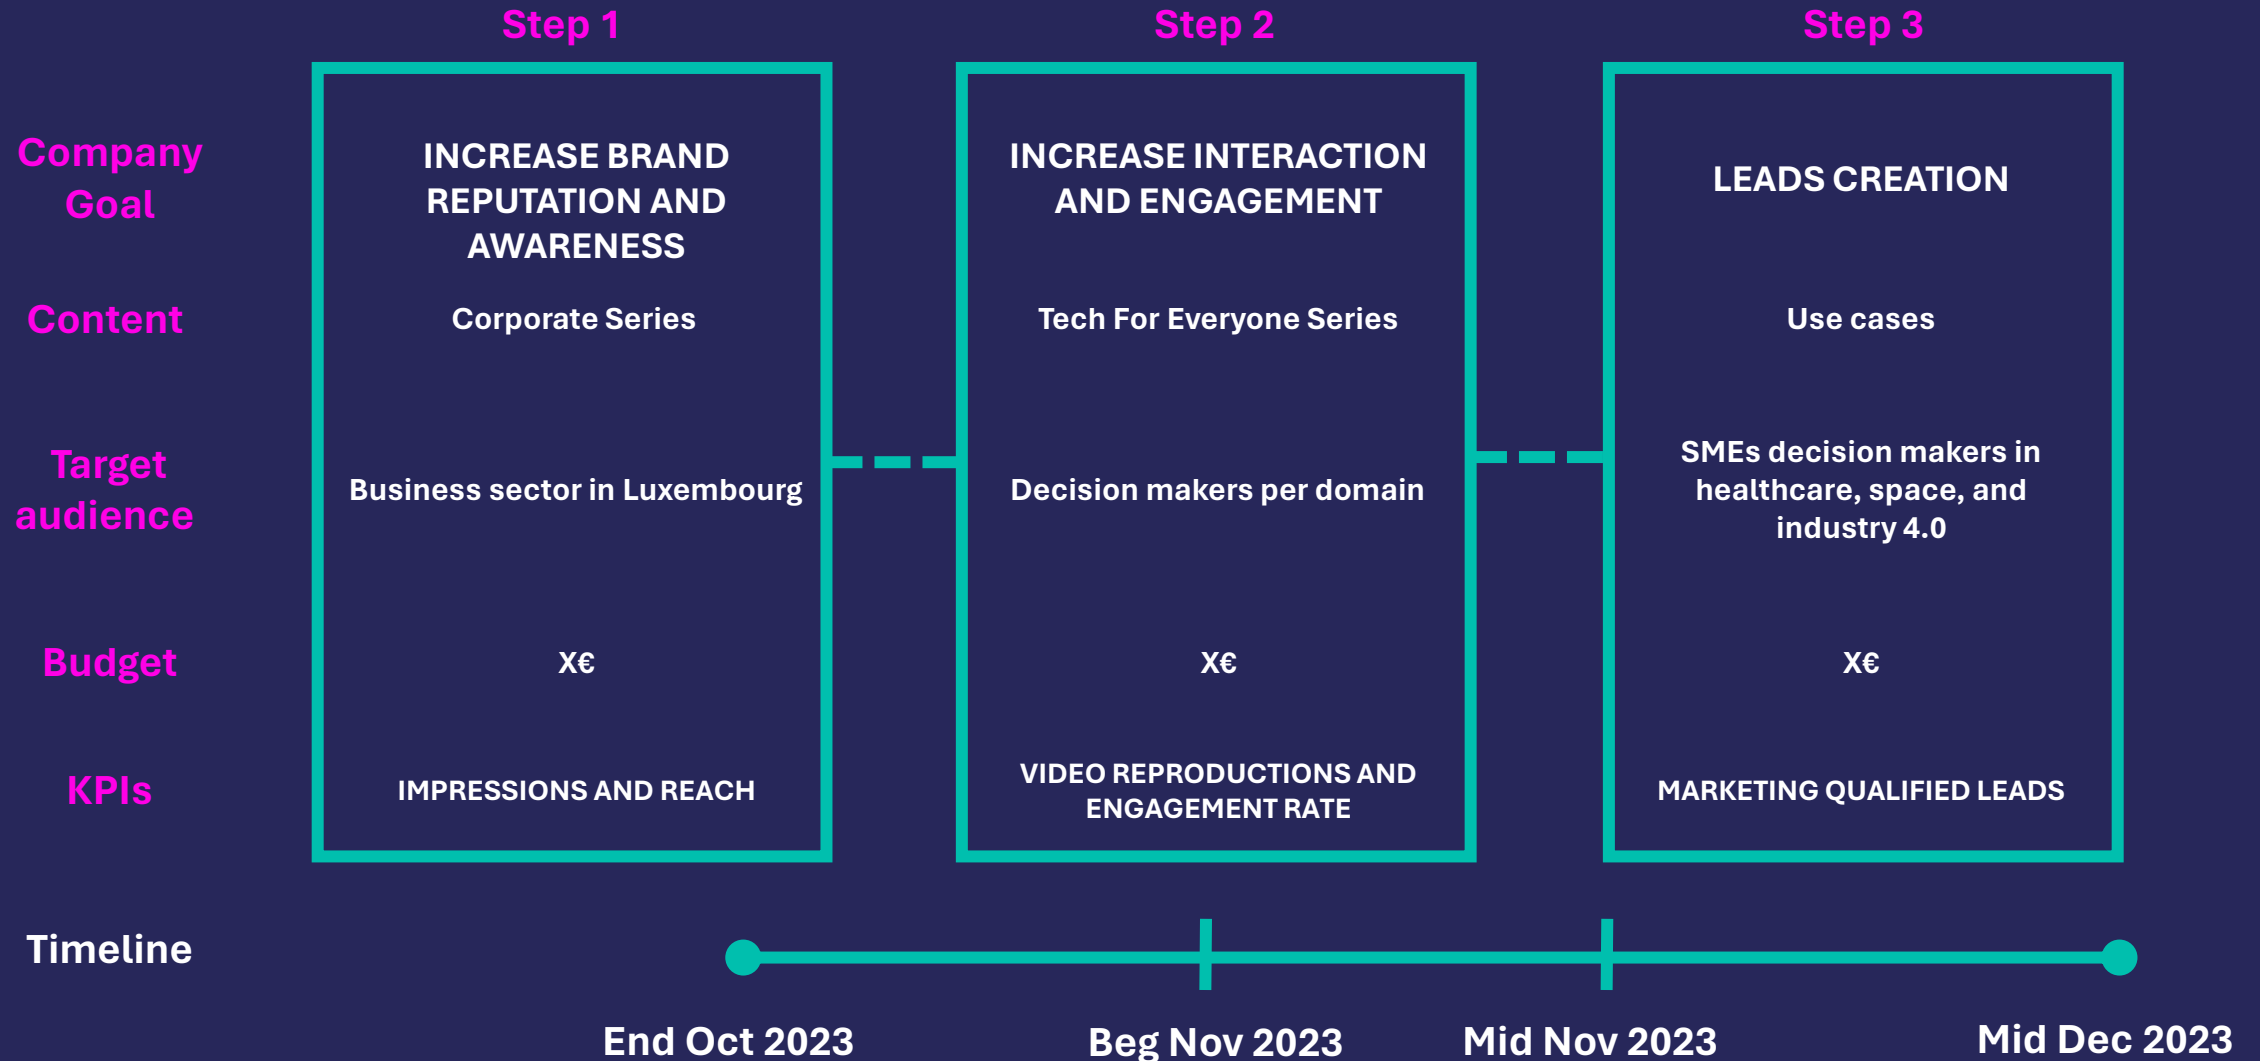 Step 1
Step 2
Step 3
Company
Goal
INCREASE BRAND
REPUTATION AND
AWARENESS
INCREASE INTERACTION
AND ENGAGEMENT
LEADS CREATION
Content
Corporate Series
Tech For Everyone Series
Use cases
Target
audience
Business sector in Luxembourg
Decision makers per domain
SMEs decision makers in
healthcare, space, and
industry 4.0
Budget
X€
X€
X€
KPIs
IMPRESSIONS AND REACH
VIDEO REPRODUCTIONS AND
ENGAGEMENT RATE
MARKETING QUALIFIED LEADS
Timeline
End Oct 2023
Beg Nov 2023
Mid Nov 2023
Mid Dec 2023